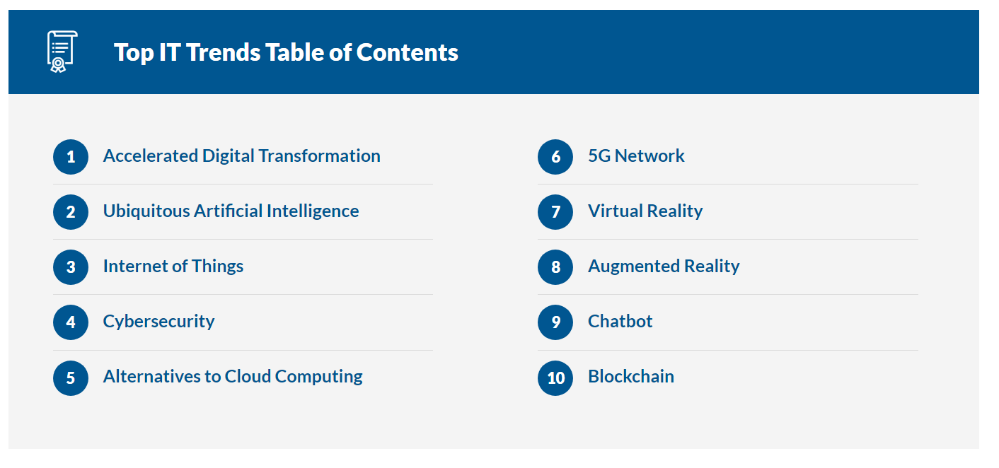 Top IT Trends Table of Contents
1 Accelerated Digital Transformation
2 Ubiquitous Artificial Intelligence
3 Internet of Things
4 Cybersecurity
5 Alternatives to Cloud Computing
6 5G Network
7 Virtual Reality
8 Augmented Reality
9 Chatbot
10 Blockchain